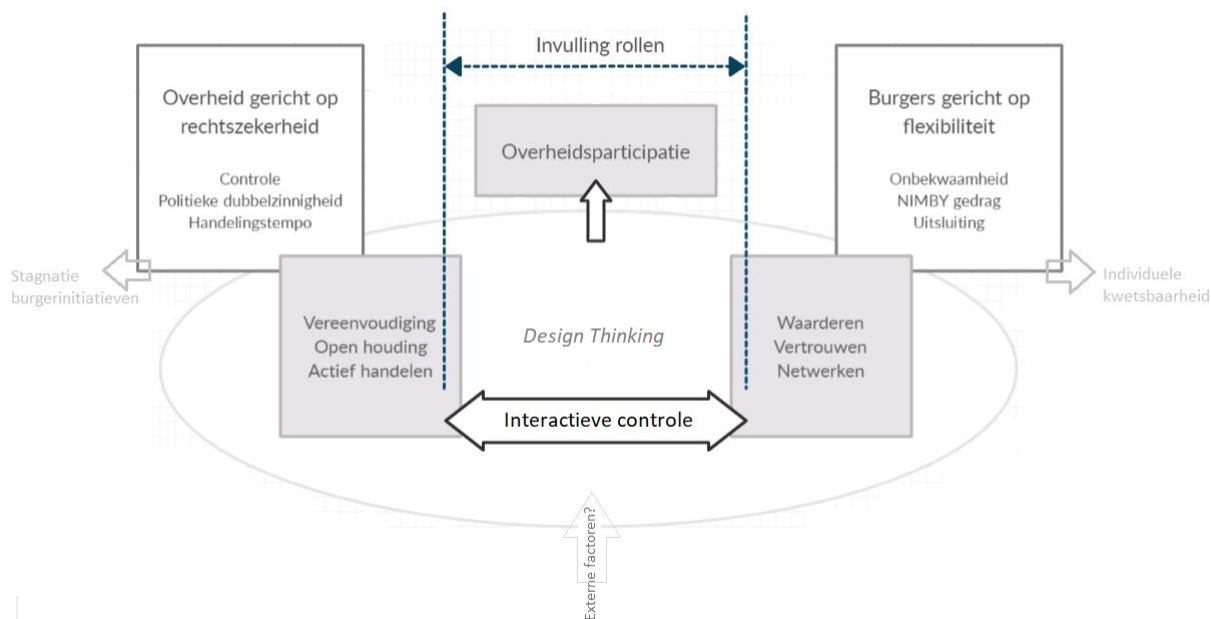 Invulling rollen
Overheid gericht op
rechtszekerheid
Controle
Politieke dubbelzinnigheid
Handelingstempo
Overheidsparticipatie
Burgers gericht op
flexibiliteit
Onbekwaamheid
NIMBY gedrag
Uitsluiting
Stagnatie
burgerinitiatieven
Individuele
kwetsbaarheid
Vereenvoudiging
Open houding
Actief handelen
Design Thinking
Waarderen
Vertrouwen
Netwerken
Interactieve controle
Externe factoren?